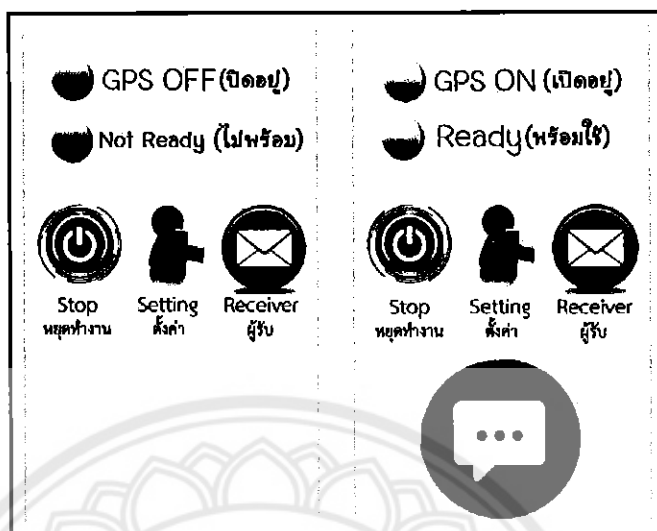 GPS OFF (ปิดอยู่)
Not Ready (ไม่พร้อม)
Stop Setting Receiver
หยุดทำงาน ตั้งค่า ผู้รับ
GPS ON (เปิดอยู่)
Ready (พร้อมใช้)
Stop Setting Receiver
หยุดทำงาน ตั้งค่า ผู้รับ